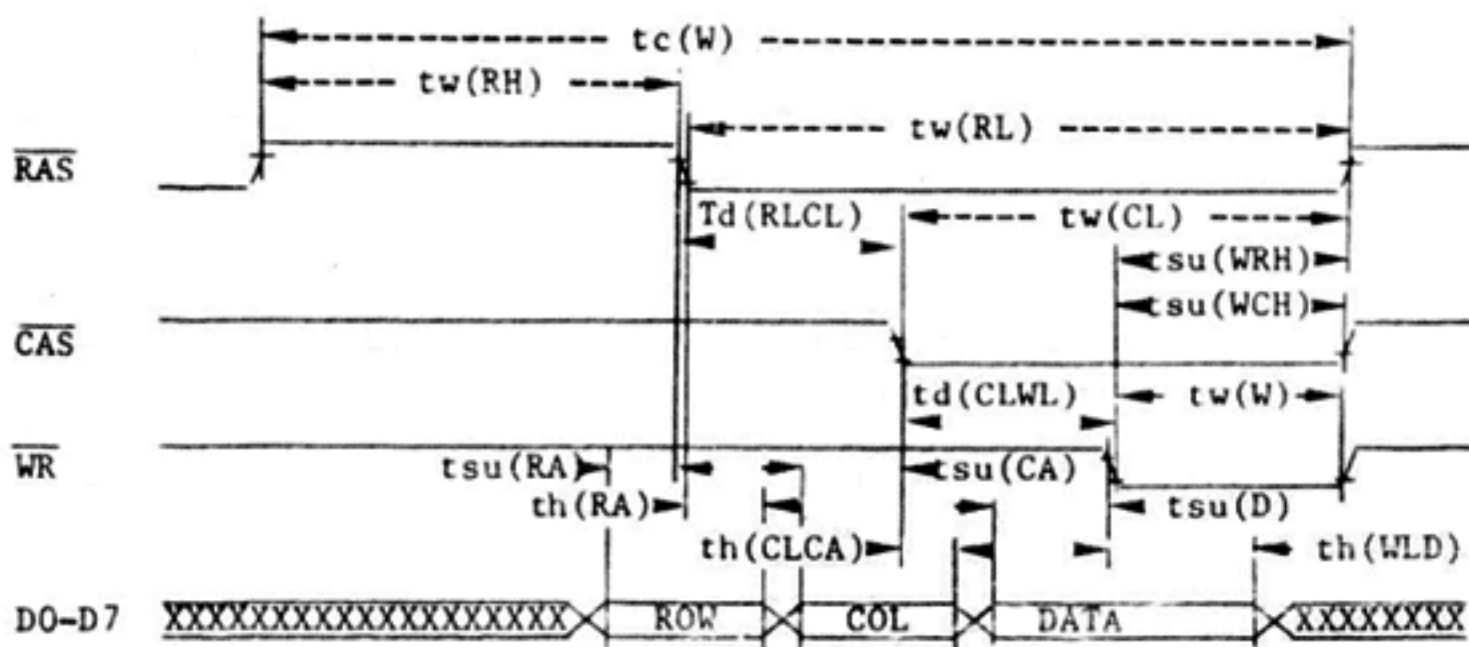 tc(W)
tw(RH)
tw(RL)
RAS
Td(RLCL)
tw(CL)
tsu(WRH)
tsu(WCH)
CAS
td(CLWL)
tw(W)
WR
tsu(RA)
tsu(CA)
th(RA)
tsu(D)
th(CLCA)
th(WLD)
D0-D7 XXXXXXXXXXXXXXXXXXX ROW COL DATA XXXXXXXX